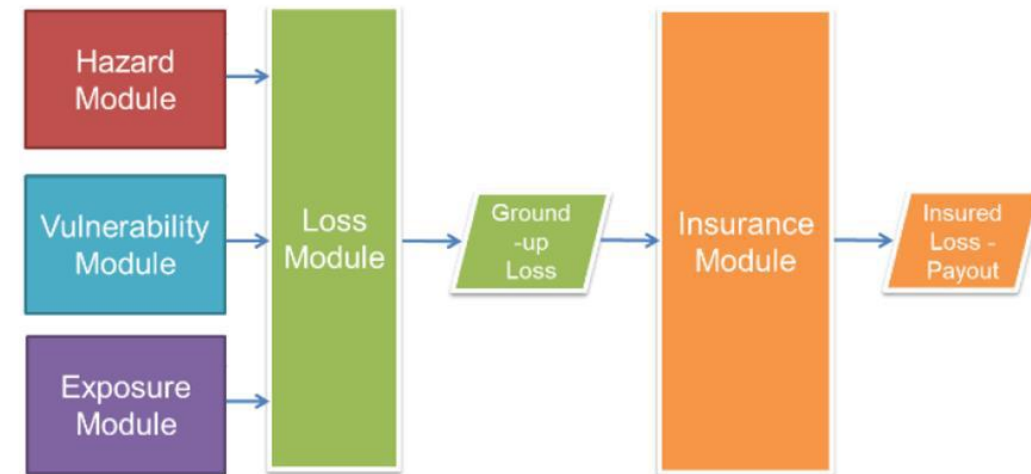 Hazard
Module
Vulnerability
Module
Exposure
Module
Loss
Module
Ground
-up
Loss
Insurance
Module
Insured
Loss -
Payout